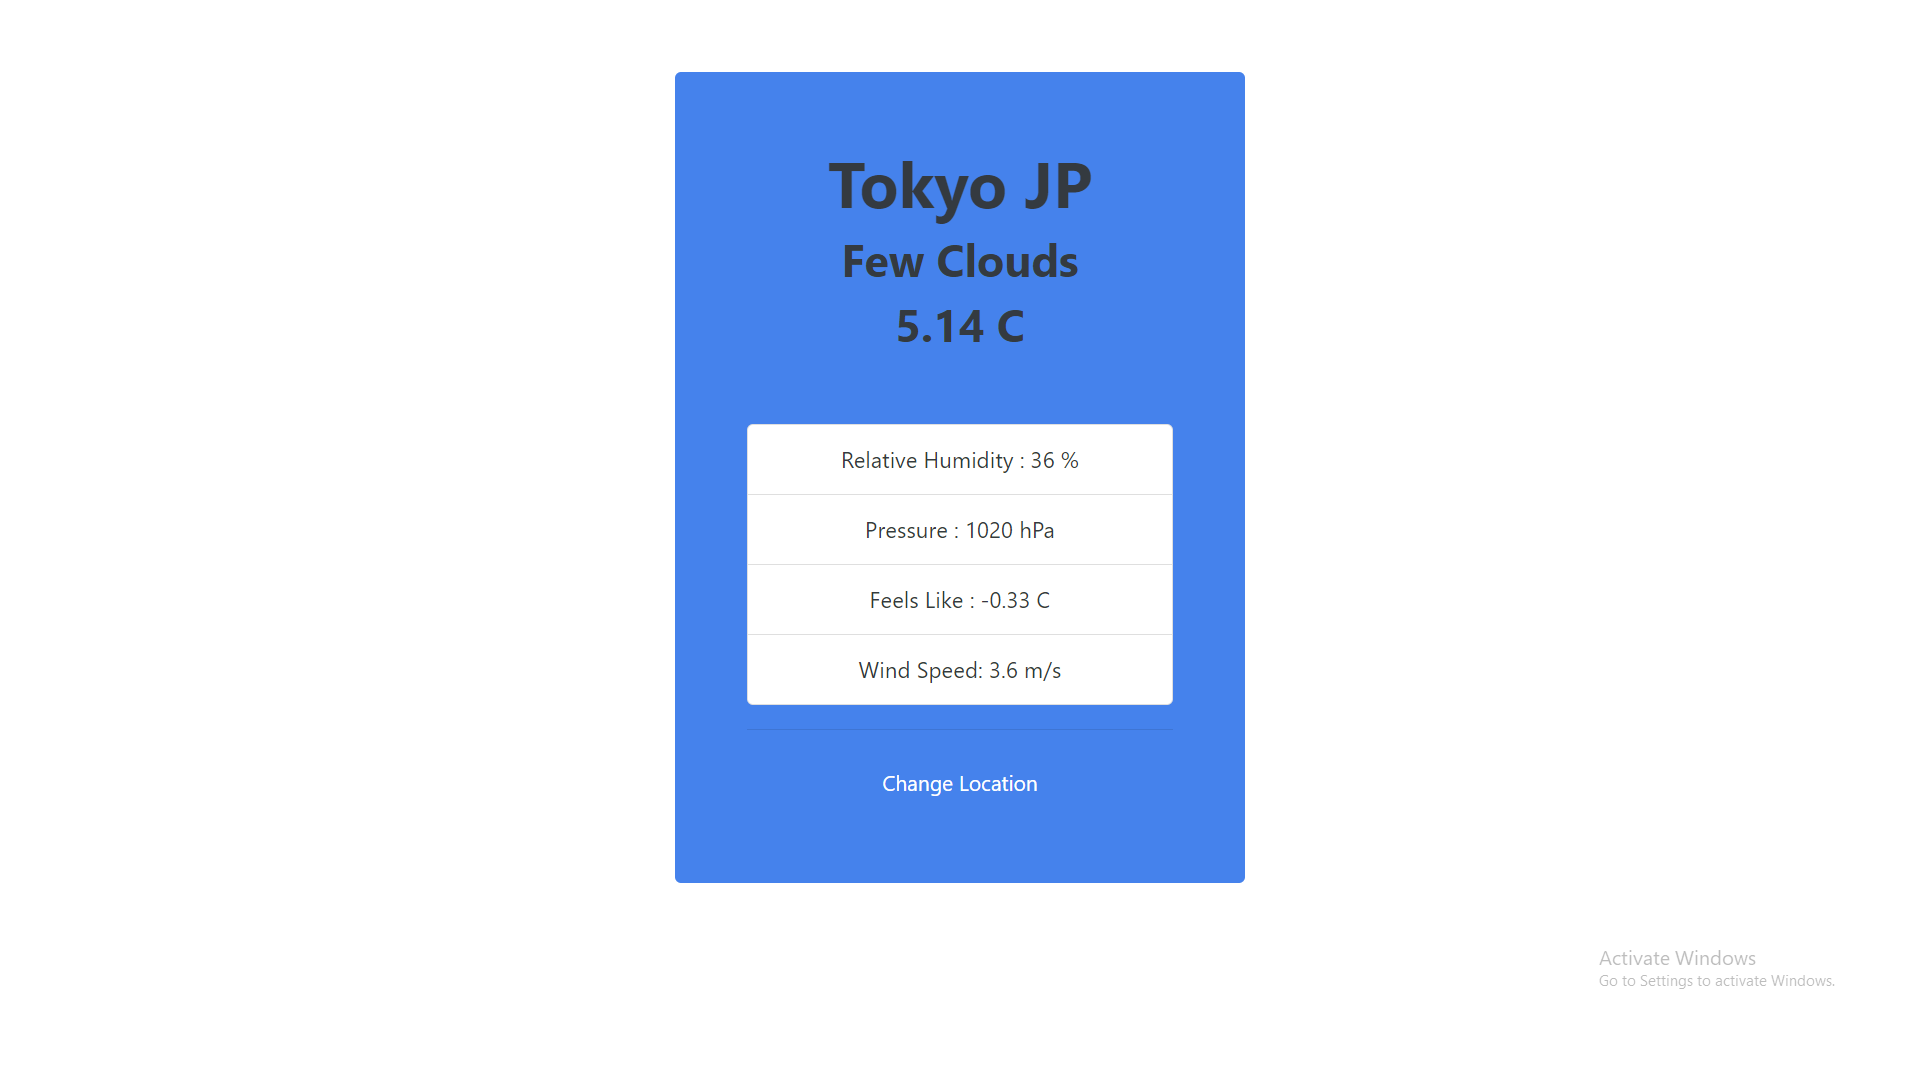 Tokyo JP
Few Clouds
5.14 C
Relative Humidity : 36 %
Pressure : 1020 hPa
Feels Like : -0.33 C
Wind Speed: 3.6 m/s
Change Location
Activate Windows
Go to Settings to activate Windows.